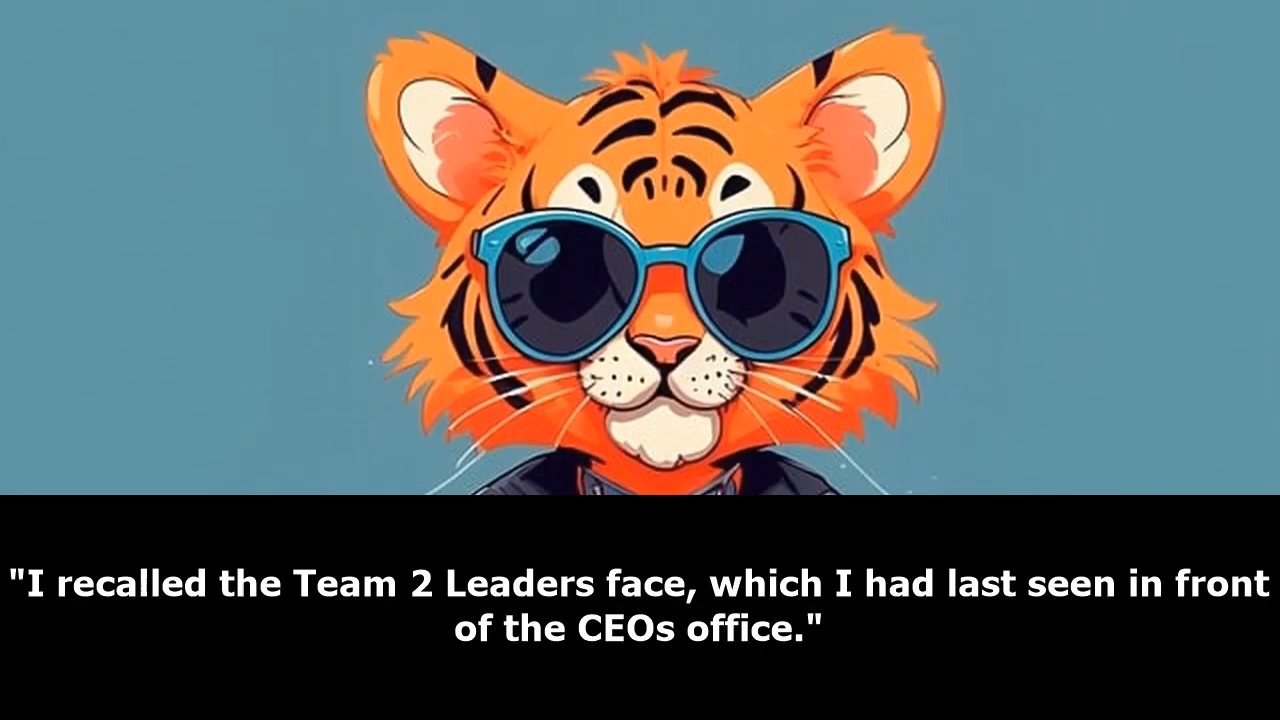 "I recalled the Team 2 Leaders face, which I had last seen in front
of the CEOs office."